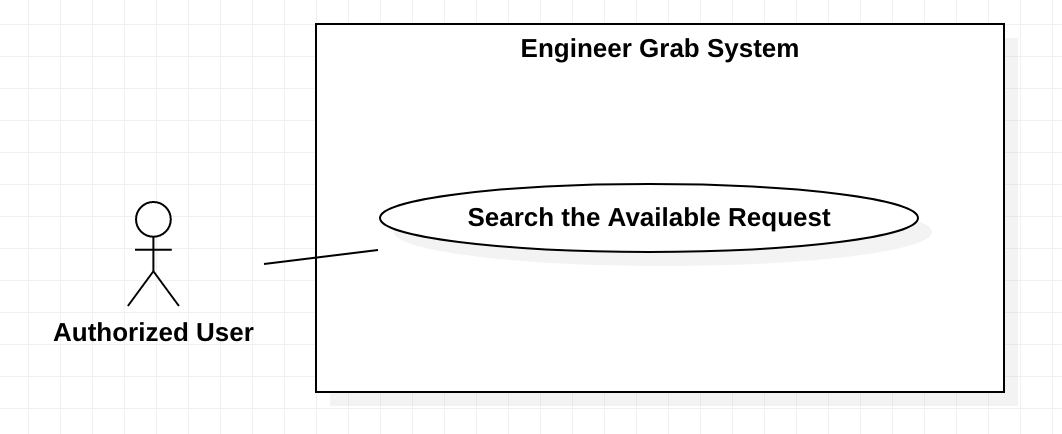 Engineer Grab System
Search the Available Request
Authorized User